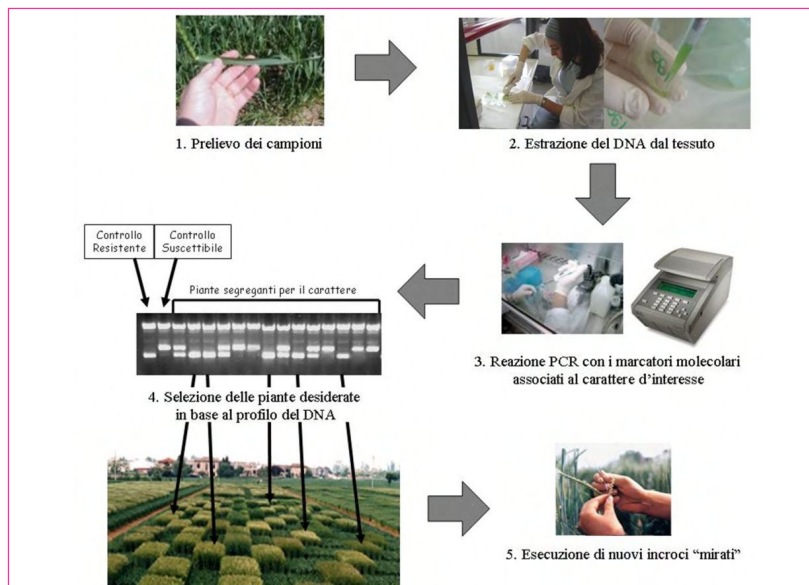 1. Prelievo dei campioni
2. Estrazione del DNA dal tessuto
3. Reazione PCR con i marcatori molecolari
associati al carattere d'interesse
Controllo
Resistente
Controllo
Suscettibile
Piante segreganti per il carattere
4. Selezione delle piante desiderate
in base al profilo del DNA
5. Esecuzione di nuovi incroci “mirati”